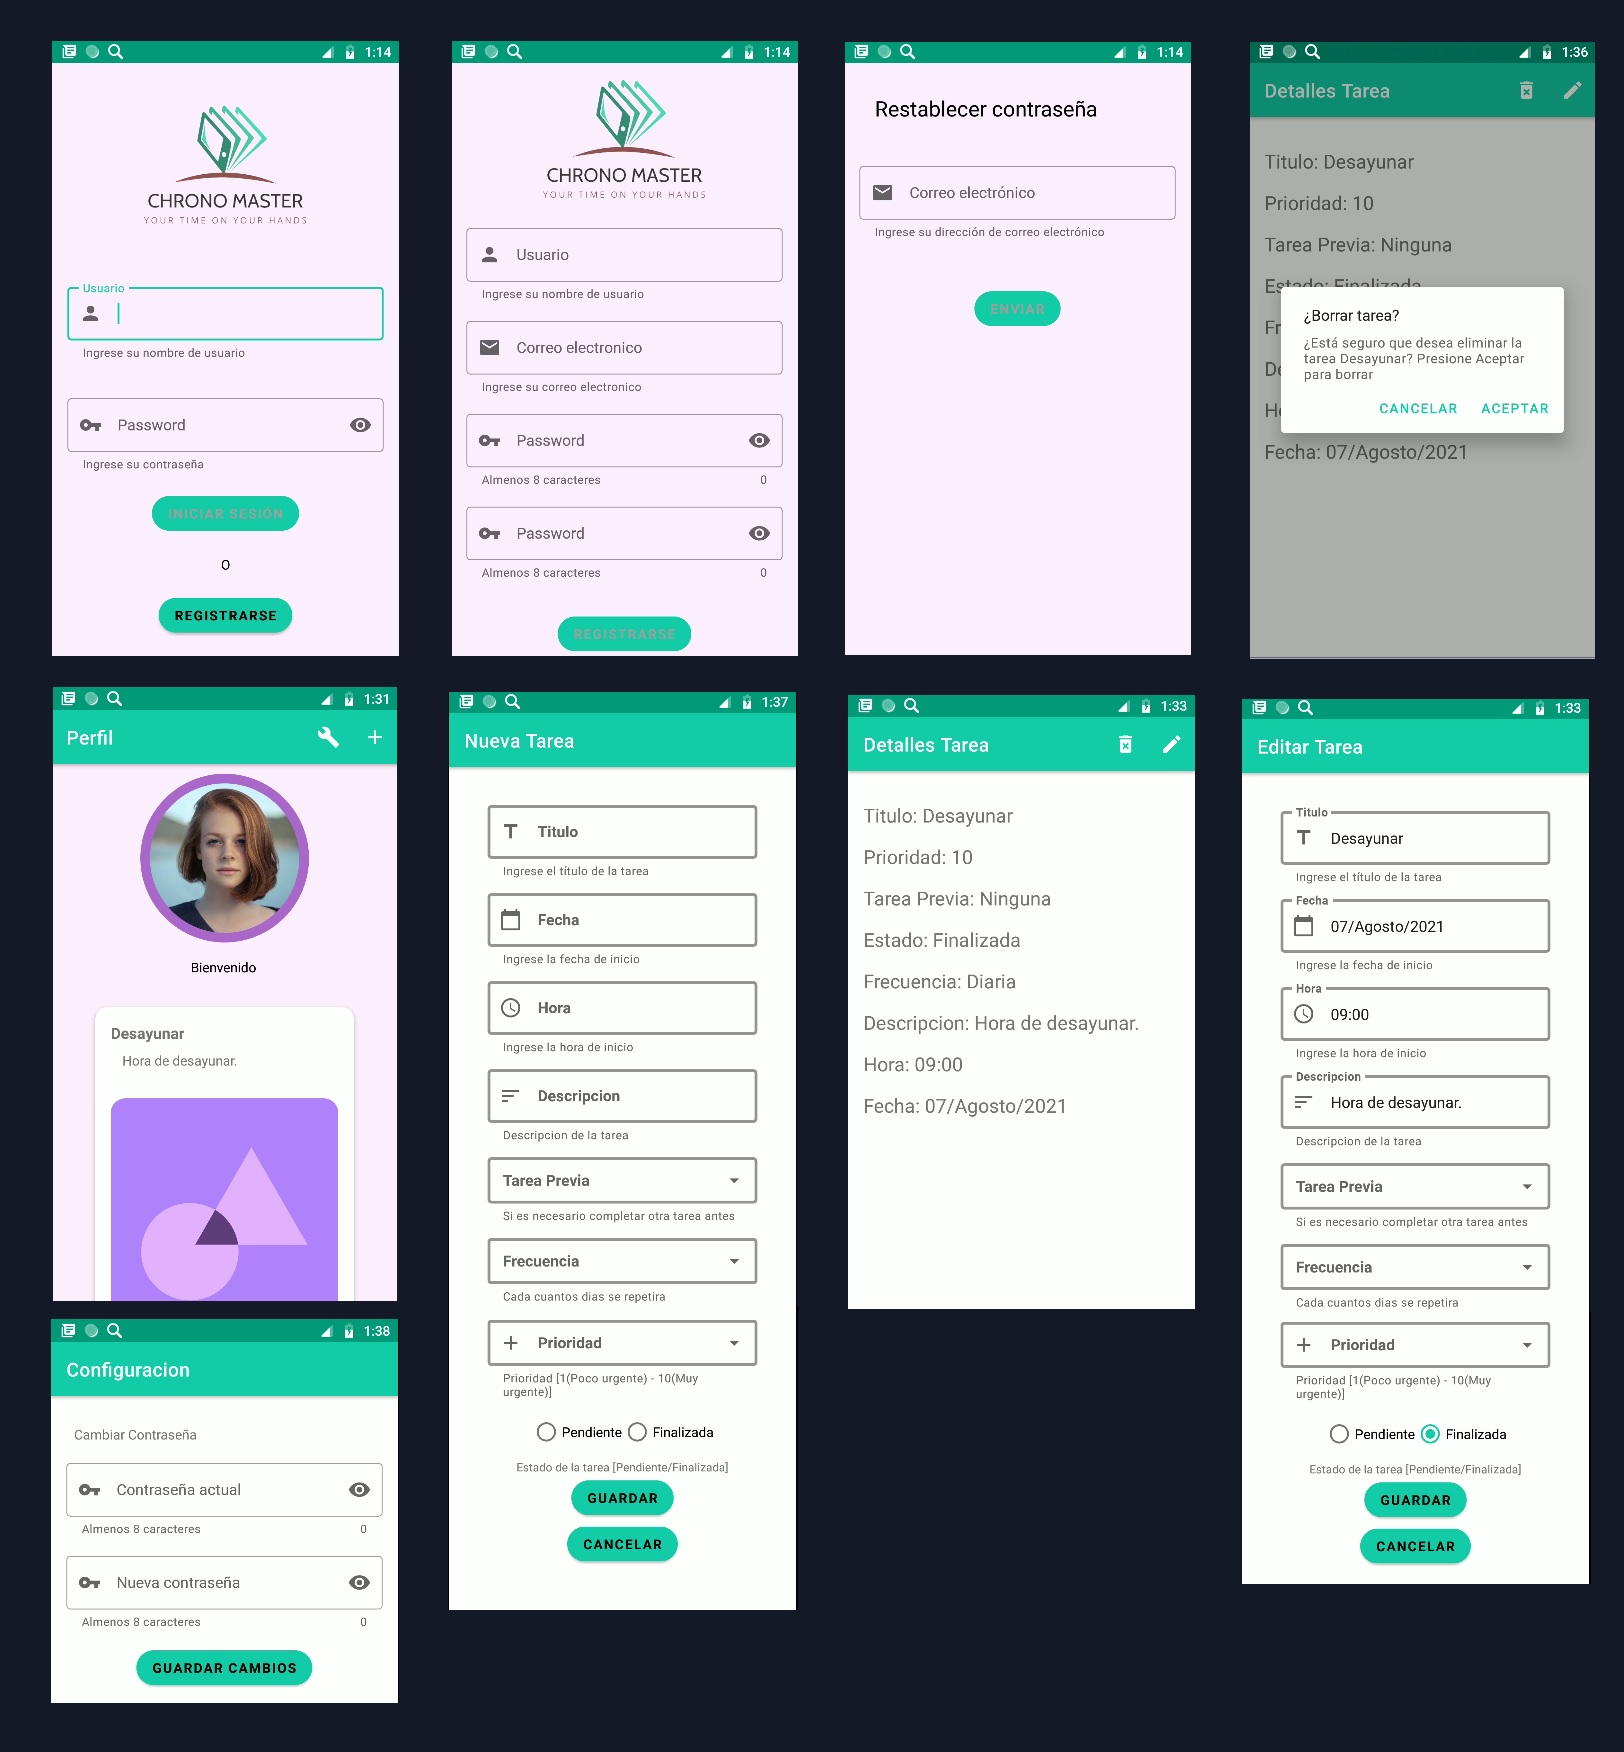 1:14
CHRONO MASTER
YOUR TIME ON YOUR HANDS
Usuario
Ingrese su nombre de usuario
Password
Ingrese su contraseña
INICIAR SESIÓN
O
REGISTRARSE
1:14
CHRONO MASTER
YOUR TIME ON YOUR HANDS
Usuario
Ingrese su nombre de usuario
Correo electronico
Ingrese su correo electronico
Password
Almenos 8 caracteres 0
Password
Almenos 8 caracteres 0
REGISTRARSE
1:14
Restablecer contraseña
Correo electrónico
Ingrese su dirección de correo electrónico
ENVIAR
1:36
Detalles Tarea
Titulo: Desayunar
Prioridad: 10
Tarea Previa: Ninguna
Estado: Finalizada
¿Borrar tarea?
¿Está seguro que desea eliminar la
tarea Desayunar? Presione Aceptar
para borrar
CANCELAR ACEPTAR
Fecha: 07/Agosto/2021
1:31
Perfil
Bienvenido
Desayunar
Hora de desayunar.
1:37
Nueva Tarea
Titulo
Ingrese el título de la tarea
Fecha
Ingrese la fecha de inicio
Hora
Ingrese la hora de inicio
Descripcion
Descripcion de la tarea
Tarea Previa
Si es necesario completar otra tarea antes
Frecuencia
Cada cuantos dias se repetira
Prioridad
Prioridad [1(Poco urgente) - 10(Muy
urgente)]
Pendiente Finalizada
Estado de la tarea [Pendiente/Finalizada]
GUARDAR
CANCELAR
1:33
Detalles Tarea
Titulo: Desayunar
Prioridad: 10
Tarea Previa: Ninguna
Estado: Finalizada
Frecuencia: Diaria
Descripcion: Hora de desayunar.
Hora: 09:00
Fecha: 07/Agosto/2021
1:33
Editar Tarea
Titulo
Desayunar
Ingrese el título de la tarea
Fecha
07/Agosto/2021
Ingrese la fecha de inicio
Hora
09:00
Ingrese la hora de inicio
Descripcion
Hora de desayunar.
Descripcion de la tarea
Tarea Previa
Si es necesario completar otra tarea antes
Frecuencia
Cada cuantos dias se repetira
Prioridad
Prioridad [1(Poco urgente) - 10(Muy
urgente)]
Pendiente Finalizada
Estado de la tarea [Pendiente/Finalizada]
GUARDAR
CANCELAR
1:38
Configuracion
Cambiar Contraseña
Contraseña actual
Almenos 8 caracteres 0
Nueva contraseña
Almenos 8 caracteres 0
GUARDAR CAMBIOS